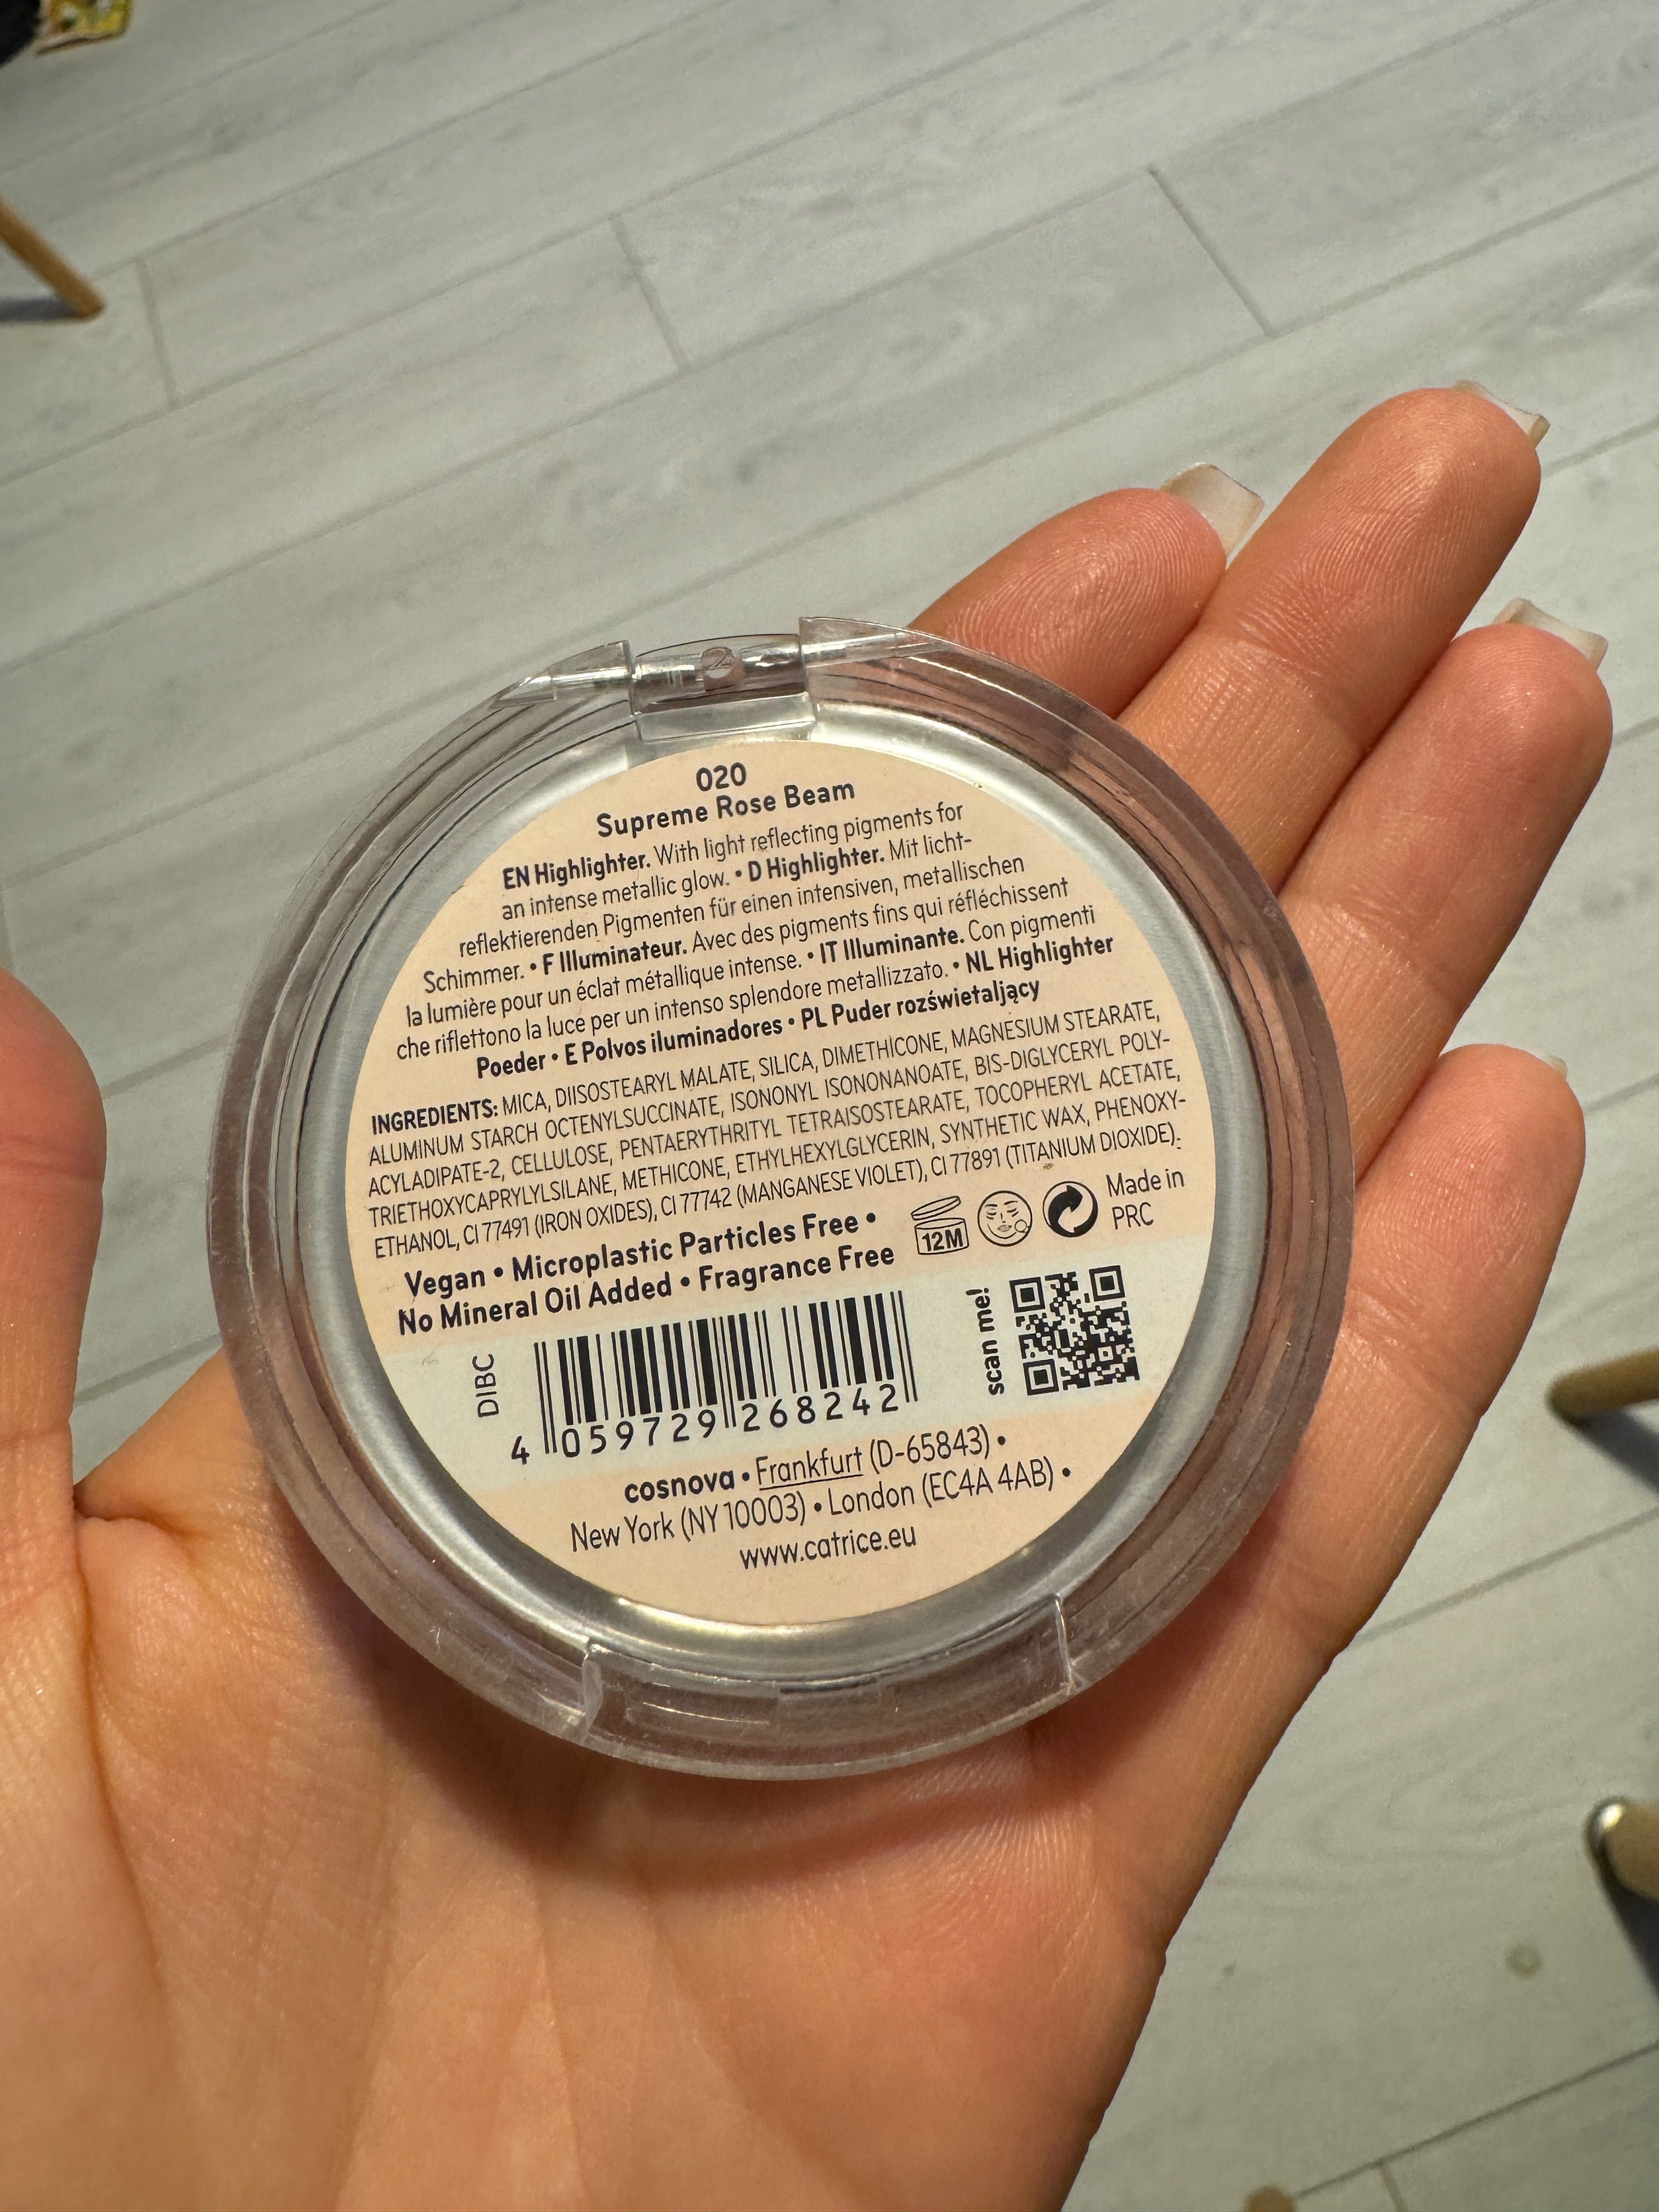 020
Supreme Rose Beam
EN Highlighter. With light reflecting pigments for
an intense metallic glow. • D Highlighter. Mit licht-
reflektierenden Pigmenten für einen intensiven, metallischen
Schimmer. • F Illuminateur. Avec des pigments fins qui réfléchissent
la lumière pour un éclat métallique intense. • IT Illuminante. Con pigmenti
che riflettono la luce per un intenso splendore metallizzato. • NL Highlighter
Poeder • E Polvos iluminadores • PL Puder rozświetaljący
INGREDIENTS: MICA, DIISOSTEARYL MALATE, SILICA, DIMETHICONE, MAGNESIUM STEARATE,
ALUMINUM STARCH OCTENYLSUCCINATE, ISONONYL ISONONANOATE, BIS-DIGLYCERYL POLY-
ACYLADIPATE-2, CELLULOSE, PENTAERYTHRITYL TETRAISOSTEARATE, TOCOPHERYL ACETATE,
TRIETHOXYCAPRYLYLSILANE, METHICONE, ETHYLHEXYLGLYCERIN, SYNTHETIC WAX, PHENOXY-
ETHANOL, CI 77491 (IRON OXIDES), CI 77742 (MANGANESE VIOLET), CI 77891 (TITANIUM DIOXIDE).
Vegan • Microplastic Particles Free •
No Mineral Oil Added • Fragrance Free
12M
Made in
PRC
DIBC
4 059729 268242
scan me!
cosnova • Frankfurt (D-65843) •
New York (NY 10003) • London (EC4A 4AB) •
www.catrice.eu